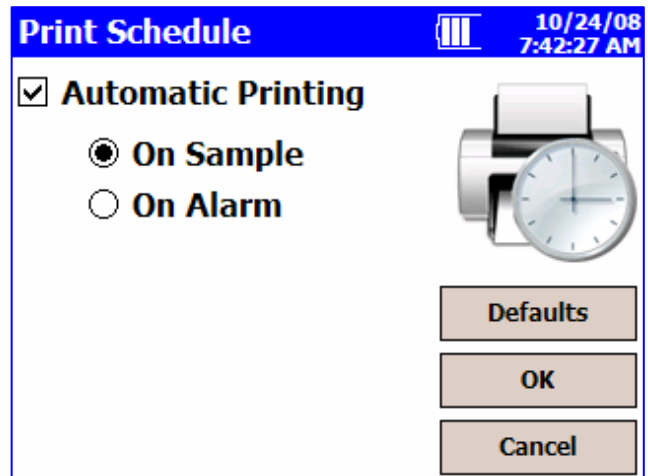 Print Schedule
10/24/08
7:42:27 AM
Automatic Printing
On Sample
On Alarm
Defaults
OK
Cancel